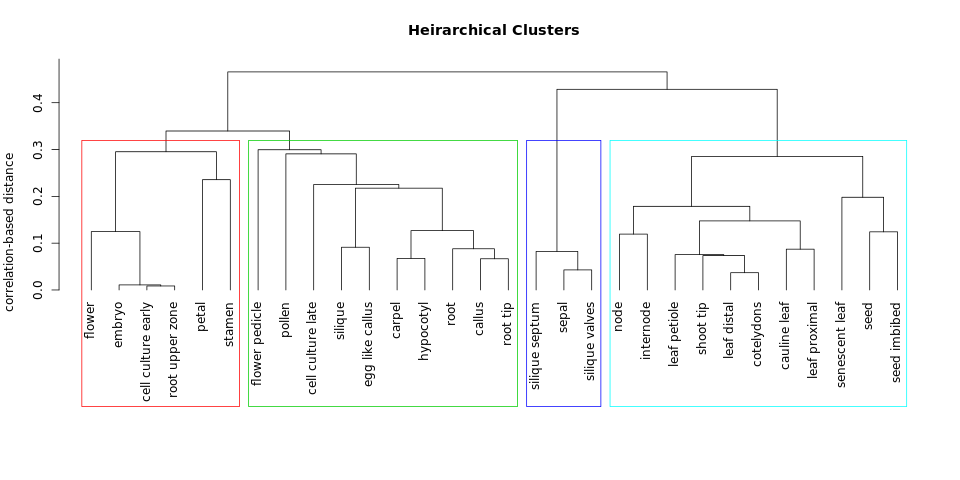 Heirarchical Clusters
correlation-based distance
0.0
0.1
0.2
0.3
0.4
flower
embryo
cell culture early
root uppuer zone
petal
stamen
flower pedicle
pollen
cell culture late
silique
egg like callus
carpel
hypocotyl
root
callus
root tip
silique septum
sepal
silique valves
node
internode
leaf petiole
shoot tip
leaf distal
cotelydons
cauline leaf
leaf proximal
senescent leaf
seed
seed imbibed